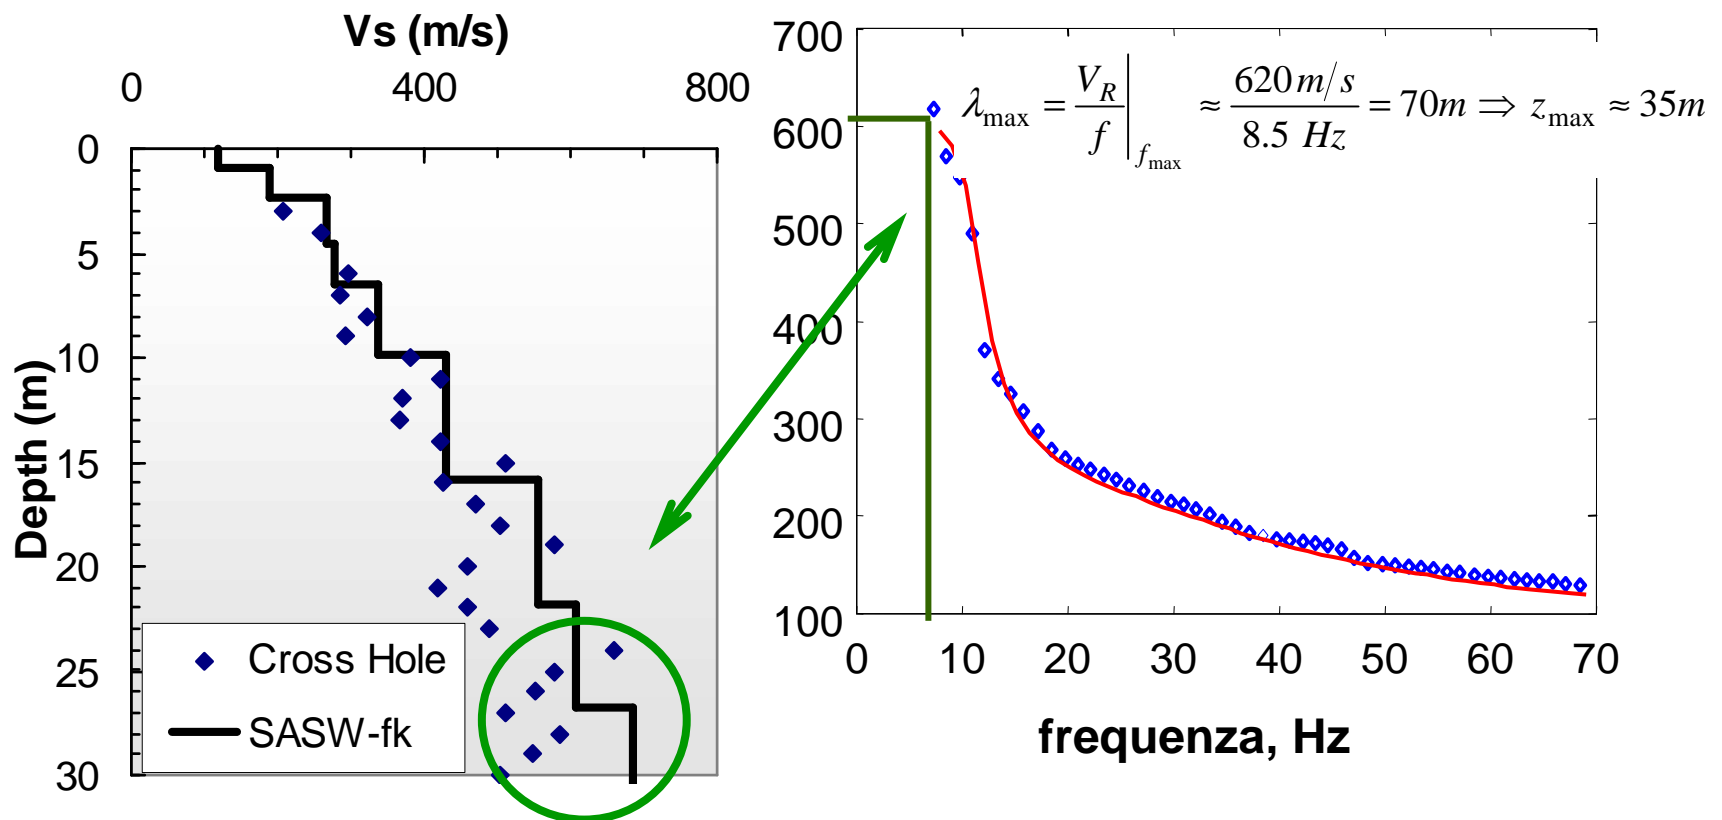 Vs (m/s)
0 400 800
0
5
10
15
20
25
30
Depth (m)
Cross Hole
SASW-fk
700
600
500
400
300
200
100
λmax = VR / f |fmax ≈ 620 m/s / 8.5 Hz = 70m ⇒ zmax ≈ 35m
0 10 20 30 40 50 60 70
frequenza, Hz